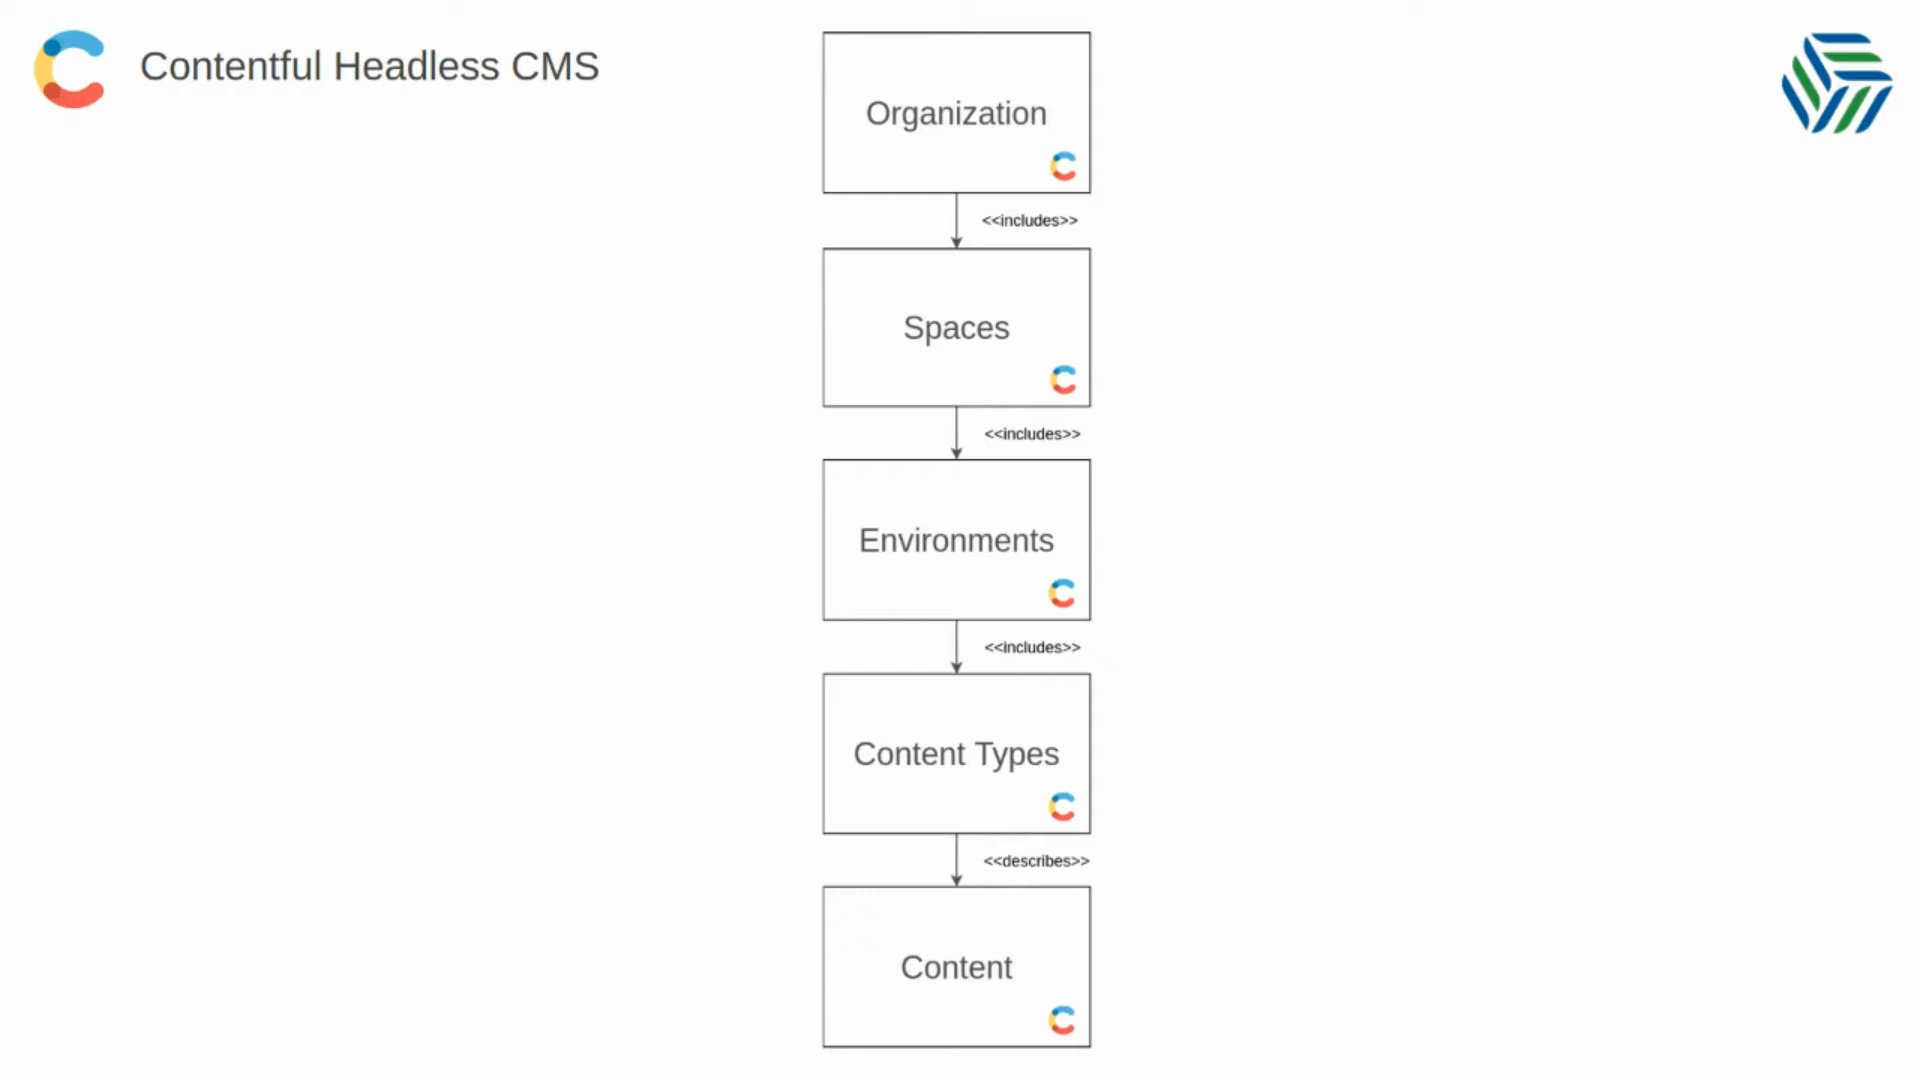 Contentful Headless CMS
Organization
<<includes>>
Spaces
<<includes>>
Environments
<<includes>>
Content Types
<<describes>>
Content